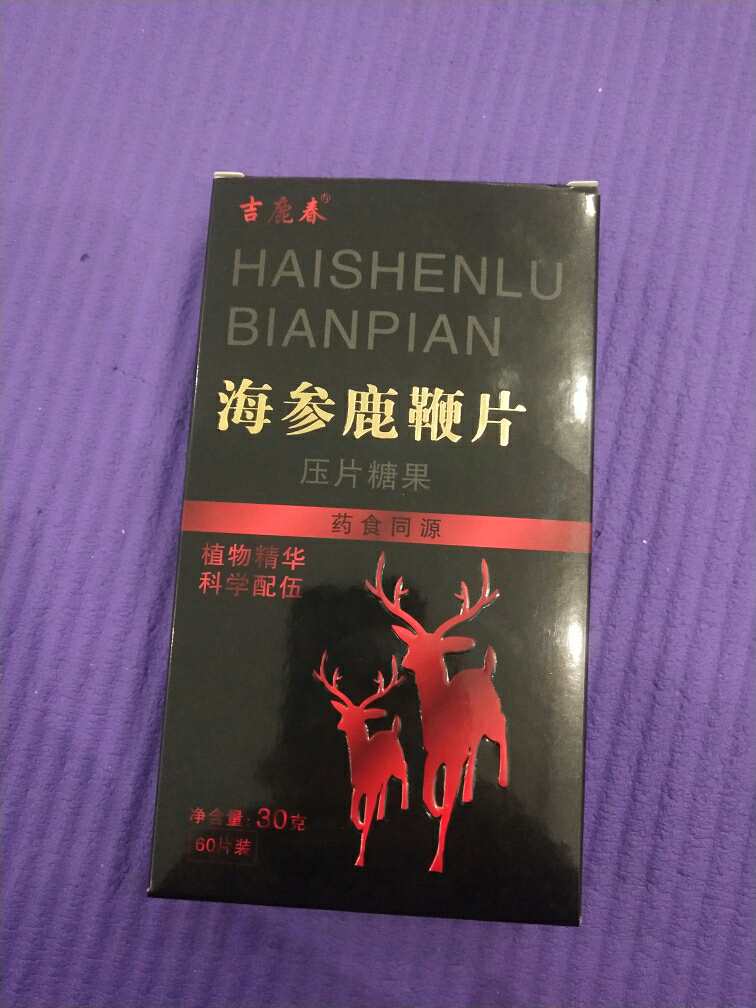 吉鹿春®
HAISHENLU
BIANPIAN
海参鹿鞭片
压片糖果
药食同源
植物精华
科学配伍
净含量:30克
60片装